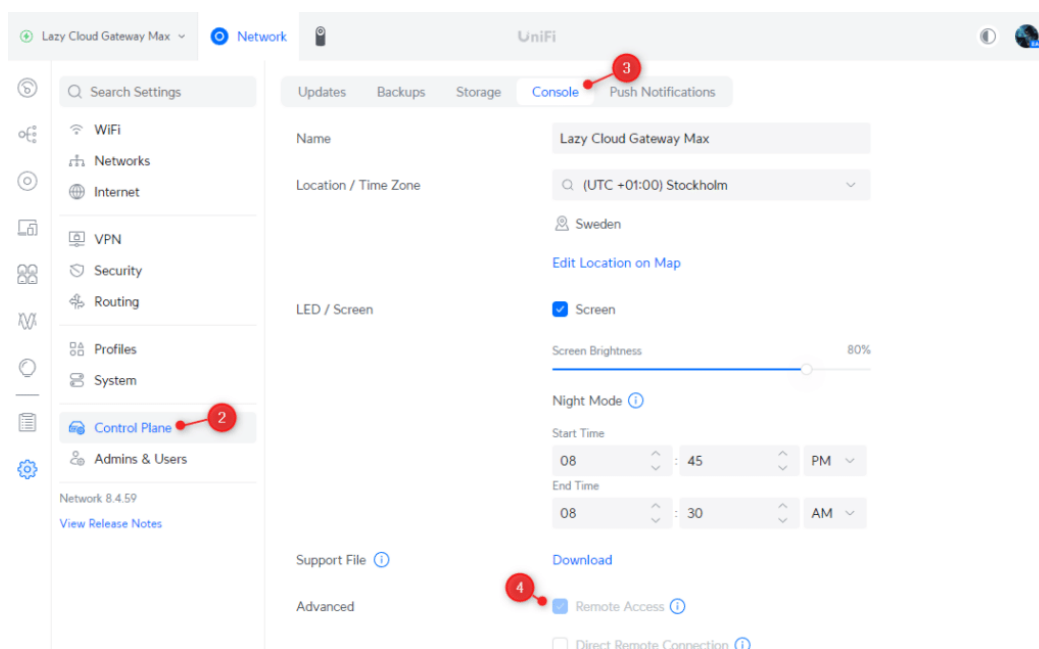 Lazy Cloud Gateway Max
Network
UniFi
Search Settings
WiFi
Networks
Internet
VPN
Security
Routing
Profiles
System
Control Plane
2
Admins & Users
Network 8.4.59
View Release Notes
3
Updates Backups Storage Console Push Notifications
Name Lazy Cloud Gateway Max
Location / Time Zone (UTC +01:00) Stockholm
Sweden
Edit Location on Map
LED / Screen Screen
Screen Brightness 80%
Night Mode
Start Time
08 : 45 PM
End Time
08 : 30 AM
Support File Download
4
Advanced Remote Access
Direct Remote Connection